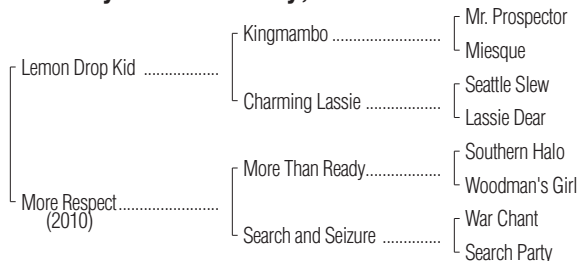 Mr. Prospector
Kingmambo ....................
Miesque
Lemon Drop Kid ..................
Seattle Slew
Charming Lassie ..................
Lassie Dear
Southern Halo
More Than Ready..................
Woodman's Girl
More Respect........................
(2010)
War Chant
Search and Seizure ..............
Search Party